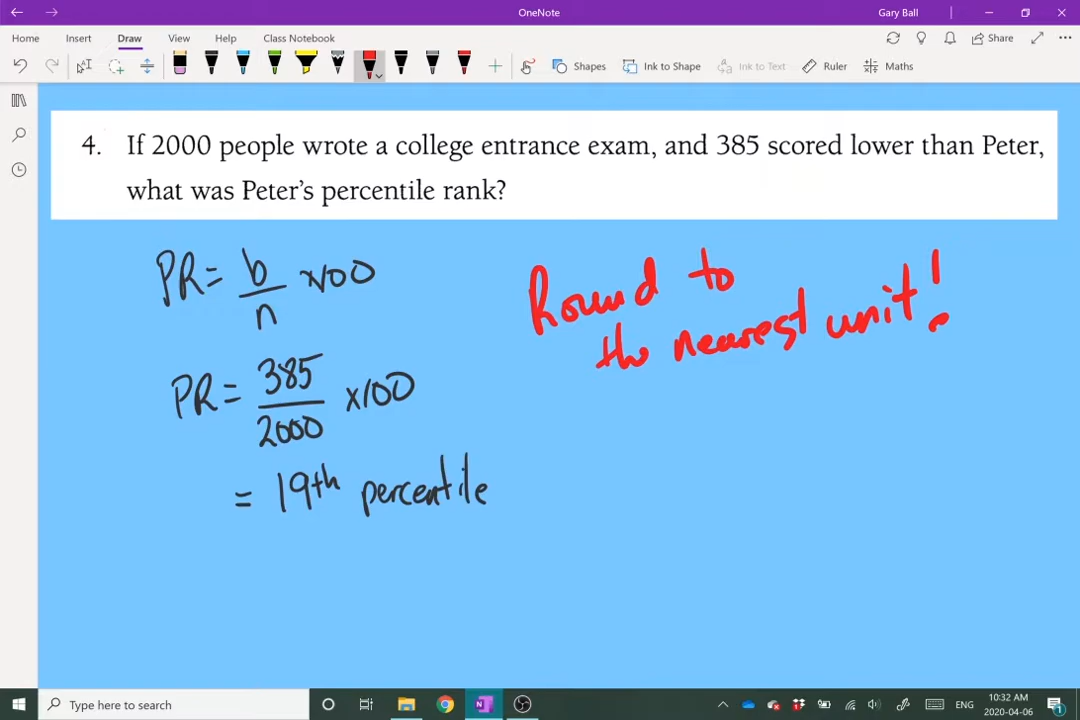 OneNote
Gary Ball
Home Insert Draw View Help Class Notebook
Share
Shapes Ink to Shape Ink to Text Ruler Maths
4. If 2000 people wrote a college entrance exam, and 385 scored lower than Peter,
what was Peter's percentile rank?
PR = b/n x100
Round to
the nearest unit!
PR = 385/2000 x100
= 19th percentile
Type here to search
ENG
10:32 AM
2020-04-06